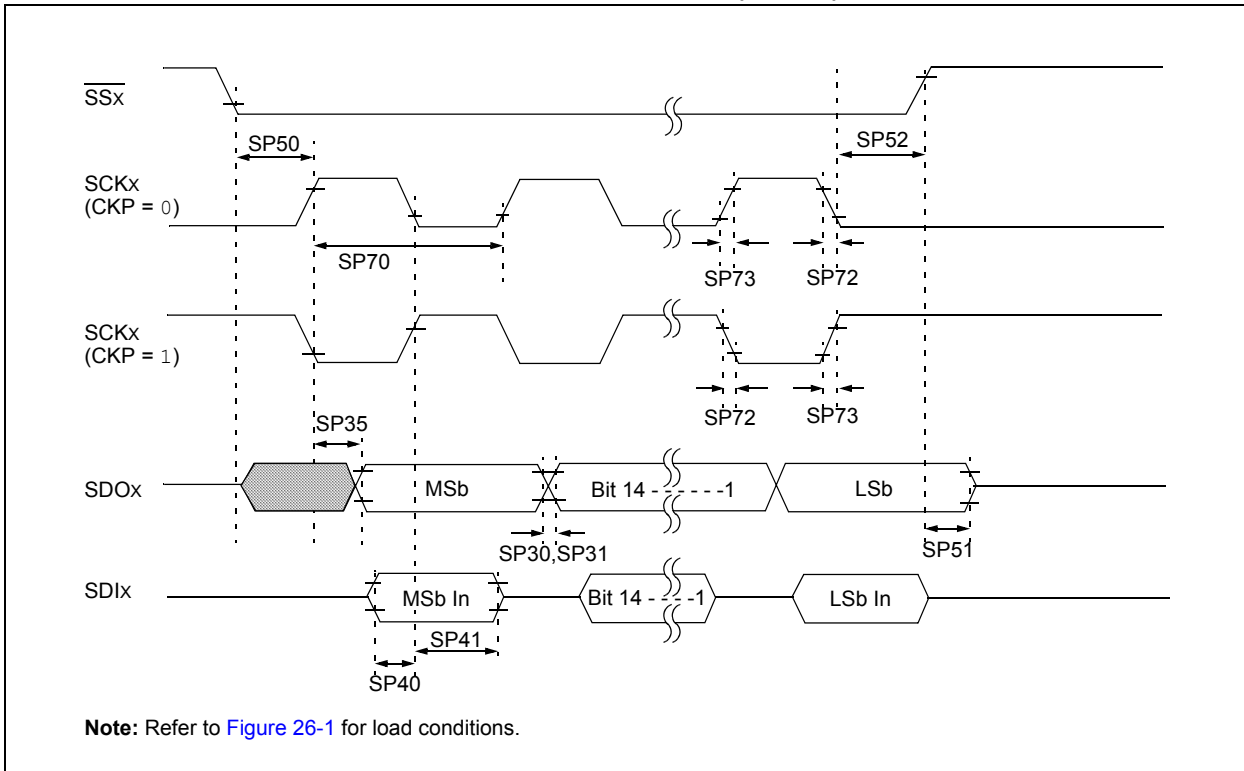 SSx
SP50
SP52
SCKx
(CKP = 0)
SP70
SP73
SP72
SCKx
(CKP = 1)
SP72
SP73
SP35
SDOx
MSb
Bit 14 - - - - - -1
LSb
SP30,SP31
SP51
SDIx
MSb In
Bit 14 - - - -1
LSb In
SP41
SP40
Note: Refer to Figure 26-1 for load conditions.